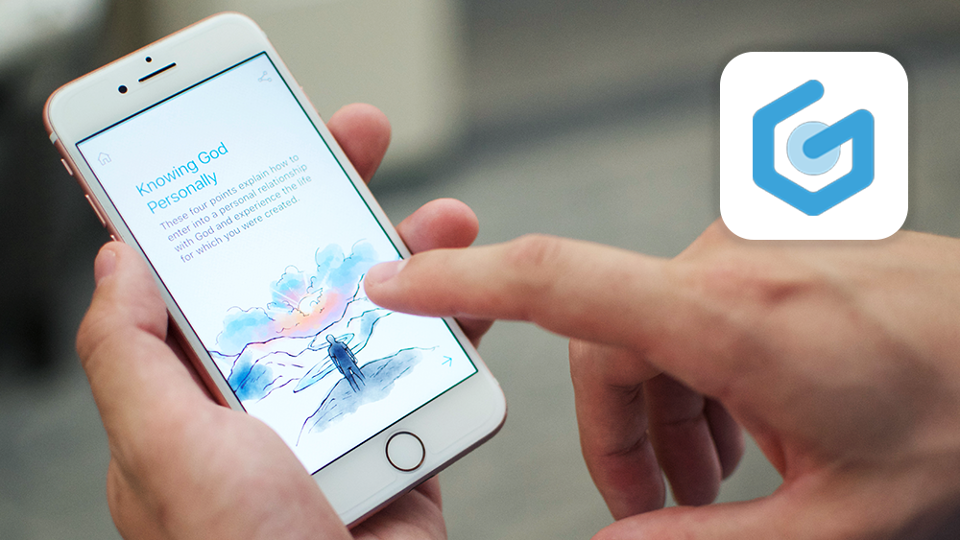 Knowing God
Personally
These four points explain how to
enter into a personal relationship
with God and experience the life
for which you were created.